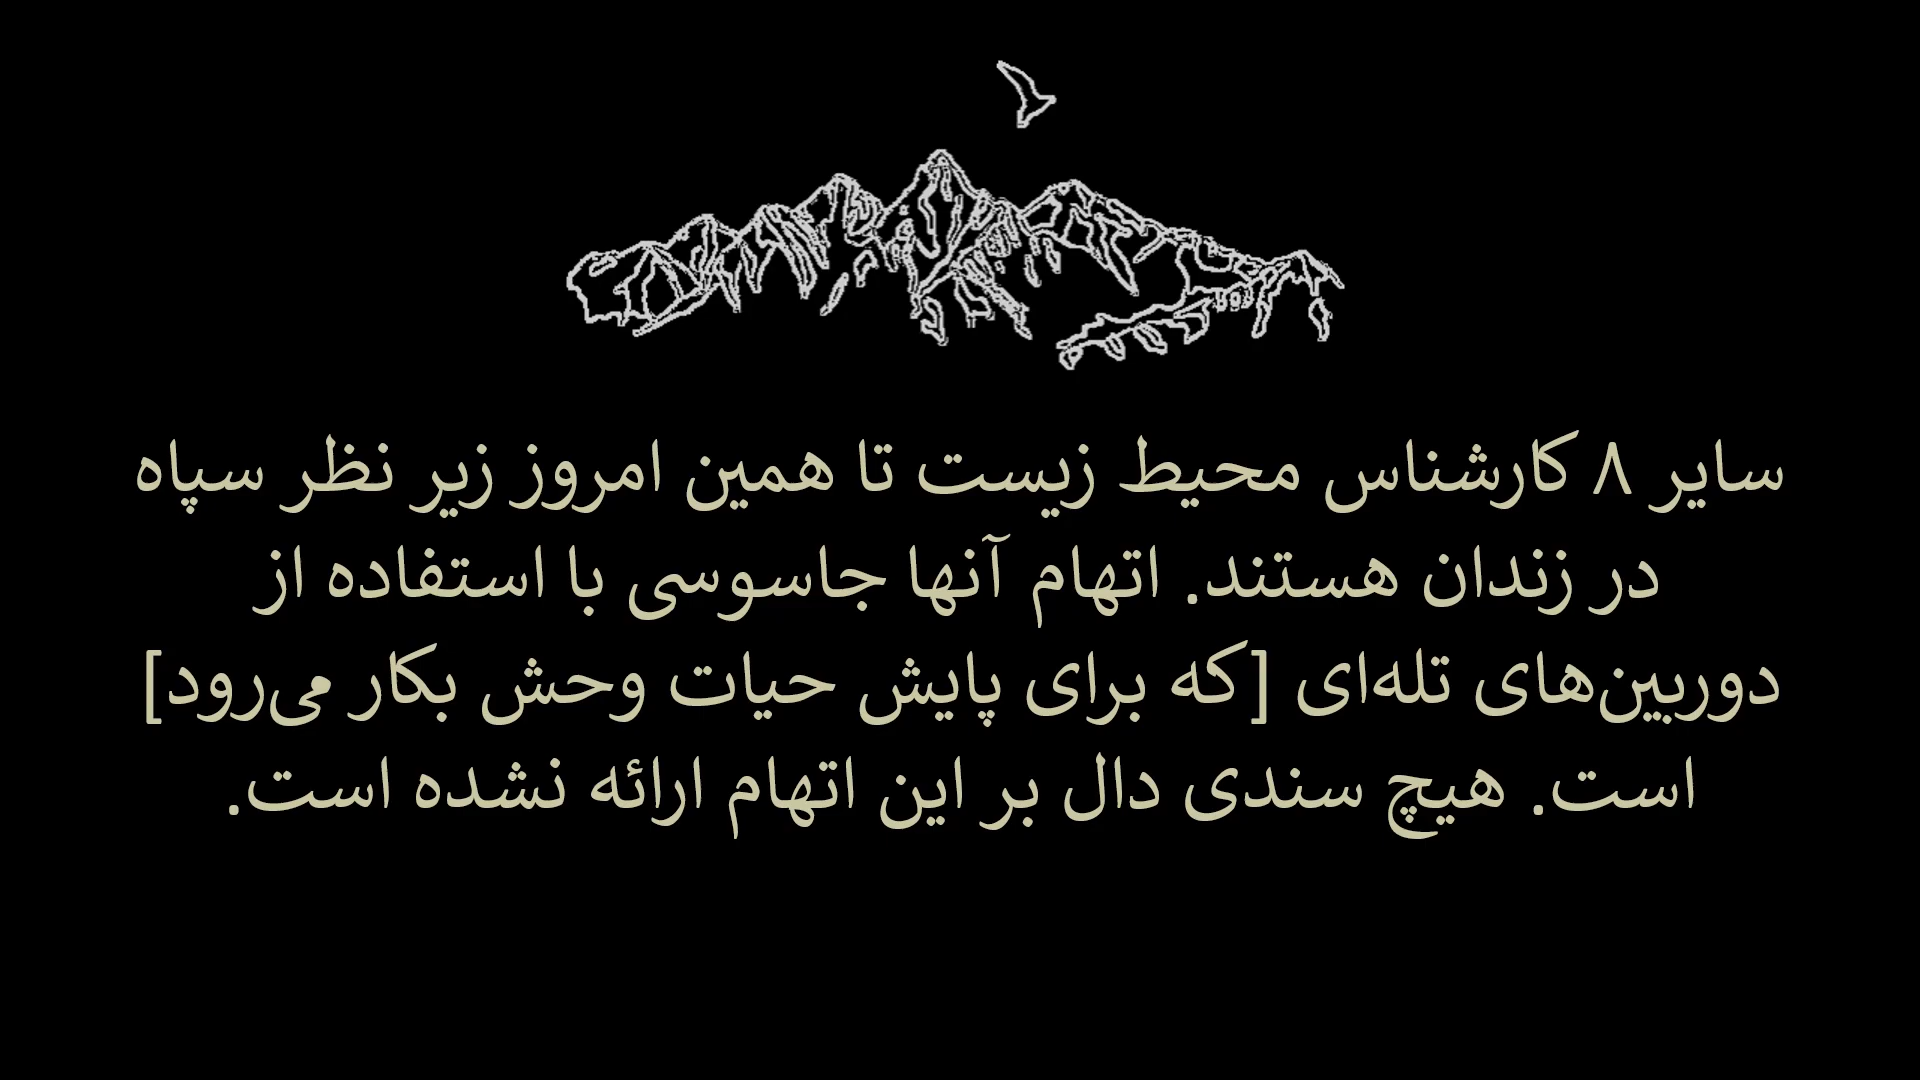 سایر ۸ کارشناس محیط زیست تا همین امروز زیر نظر سپاه
در زندان هستند. اتهام آنها جاسوسی با استفاده از
دوربین‌های تله‌ای [که برای پایش حیات وحش بکار می‌رود]
است. هیچ سندی دال بر این اتهام ارائه نشده است.